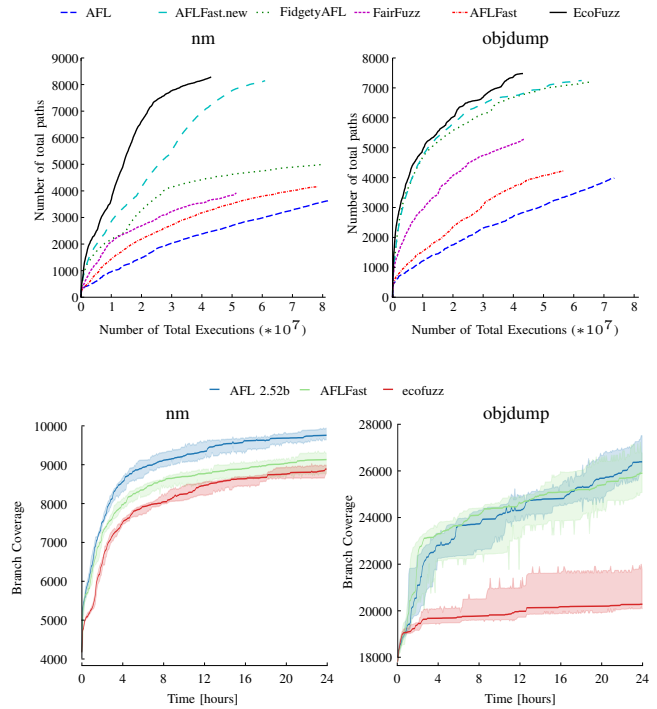 AFL AFLFast.new FidgetyAFL FairFuzz AFLFast EcoFuzz
nm
9000
8000
7000
6000
5000
4000
3000
2000
1000
0
Number of total paths
0 1 2 3 4 5 6 7 8
Number of Total Executions (*10^7)
objdump
9000
8000
7000
6000
5000
4000
3000
2000
1000
0
Number of total paths
0 1 2 3 4 5 6 7 8
Number of Total Executions (*10^7)
AFL 2.52b AFLFast ecofuzz
nm
10000
9000
8000
7000
6000
5000
4000
Branch Coverage
0 4 8 12 16 20 24
Time [hours]
objdump
28000
26000
24000
22000
20000
18000
Branch Coverage
0 4 8 12 16 20 24
Time [hours]